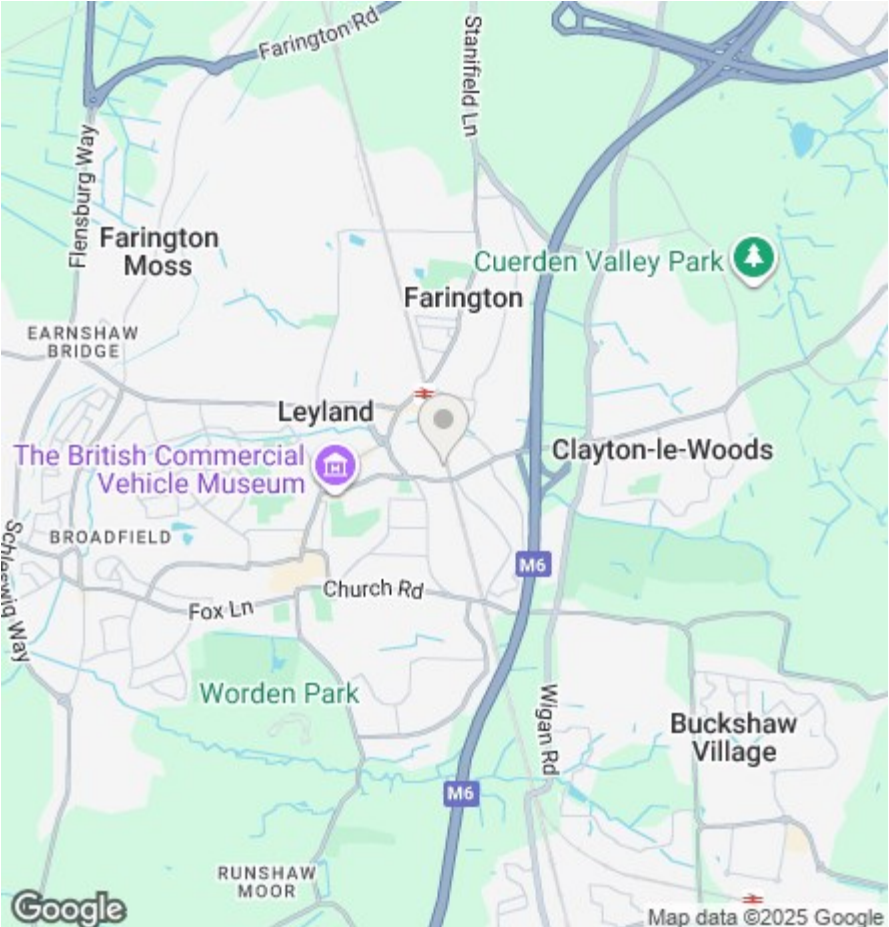 Farington Rd
Stanifield Ln
Flensburg Way
Farington
Moss
Cuerden Valley Park
Farington
EARNSHAW
BRIDGE
Leyland
The British Commercial
Vehicle Museum
Clayton-le-Woods
BROADFIELD
Schleswig Way
M6
Church Rd
Fox Ln
Worden Park
Wigan Rd
Buckshaw
Village
M6
RUNSHAW
MOOR
Google
Map data ©2025 Google